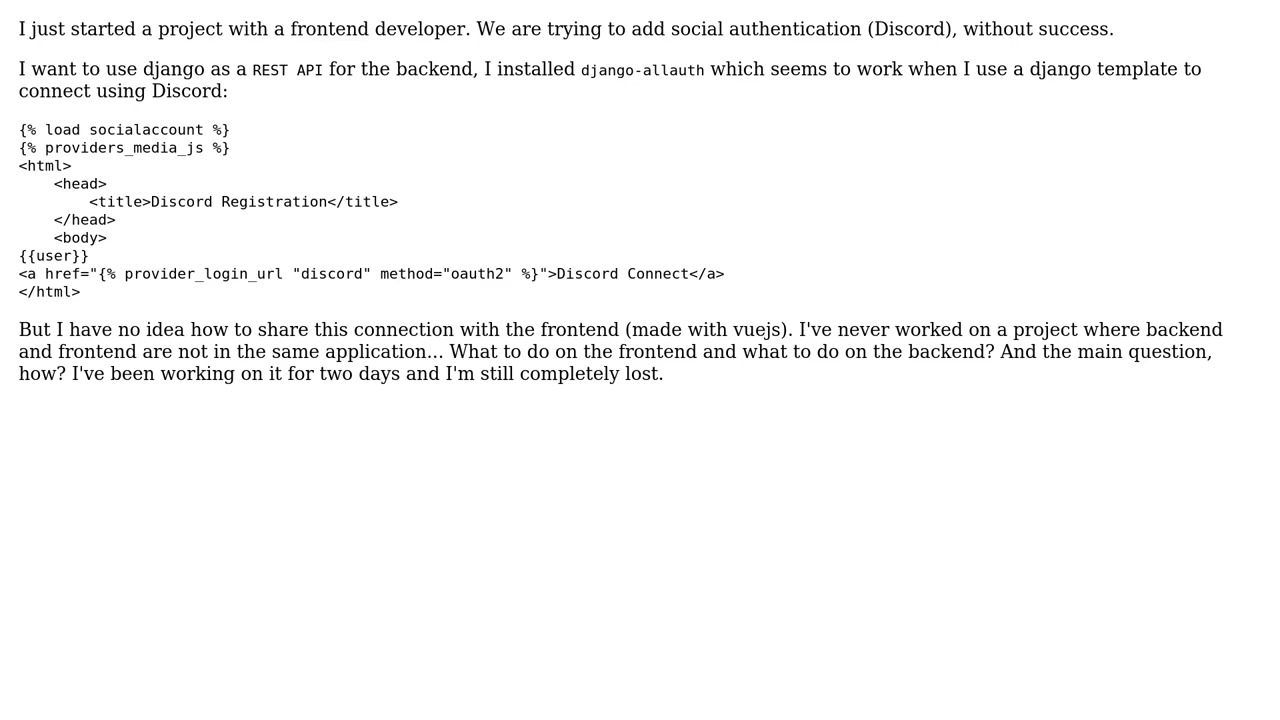 I just started a project with a frontend developer. We are trying to add social authentication (Discord), without success.
I want to use django as a REST API for the backend, I installed django-allauth which seems to work when I use a django template to
connect using Discord:
{% load socialaccount %}
{% providers_media_js %}
<html>
    <head>
        <title>Discord Registration</title>
    </head>
    <body>
{{user}}
<a href="{% provider_login_url "discord" method="oauth2" %}">Discord Connect</a>
</html>
But I have no idea how to share this connection with the frontend (made with vuejs). I've never worked on a project where backend
and frontend are not in the same application... What to do on the frontend and what to do on the backend? And the main question,
how? I've been working on it for two days and I'm still completely lost.